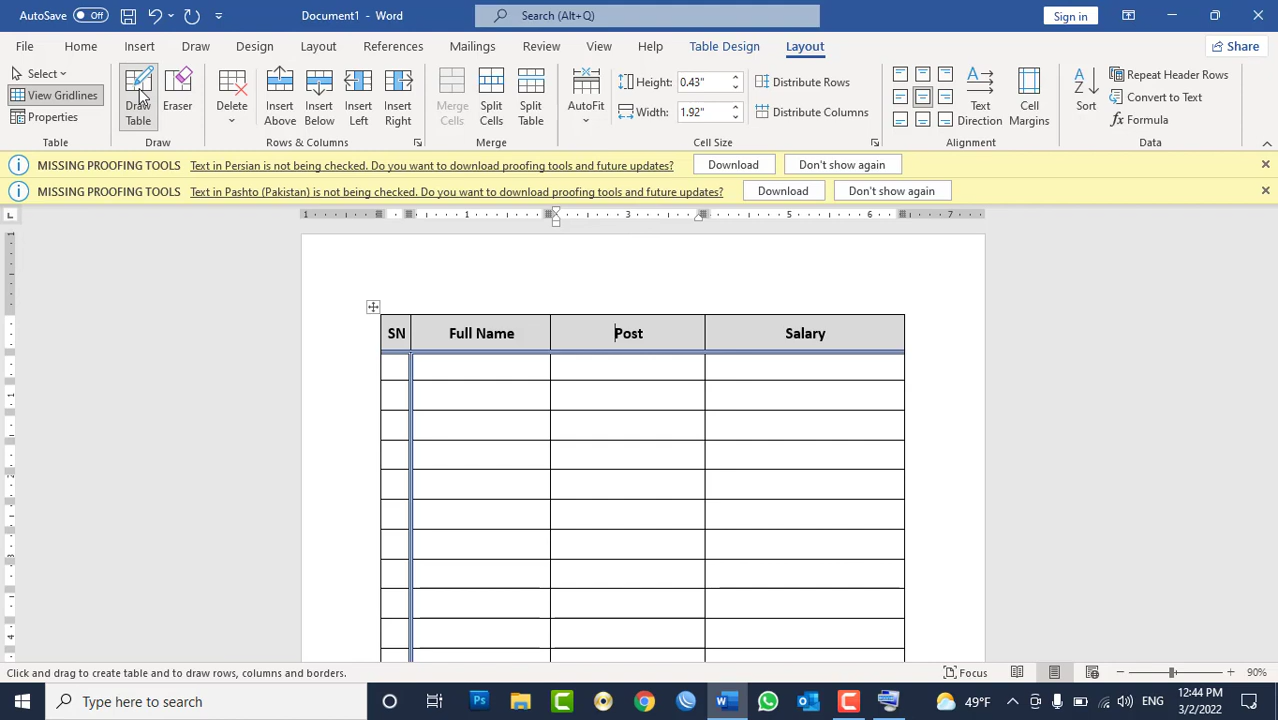 AutoSave Off Document1 - Word Search (Alt+Q) Sign in
File Home Insert Draw Design Layout References Mailings Review View Help Table Design Layout Share
Select
View Gridlines
Properties
Table
Draw Table
Eraser
Draw
Delete
Insert Above
Insert Below
Insert Left
Insert Right
Rows & Columns
Merge Cells
Split Cells
Split Table
Merge
AutoFit
Height: 0.43"
Width: 1.92"
Distribute Rows
Distribute Columns
Cell Size
Text Direction
Cell Margins
Alignment
Sort
Repeat Header Rows
Convert to Text
Formula
Data
MISSING PROOFING TOOLS Text in Persian is not being checked. Do you want to download proofing tools and future updates? Download Don't show again
MISSING PROOFING TOOLS Text in Pashto (Pakistan) is not being checked. Do you want to download proofing tools and future updates? Download Don't show again
1 1 3 5 6 7
SN Full Name Post Salary
Click and drag to create table and to draw rows, columns and borders. Focus 90%
Type here to search 49°F ENG 12:44 PM
3/2/2022